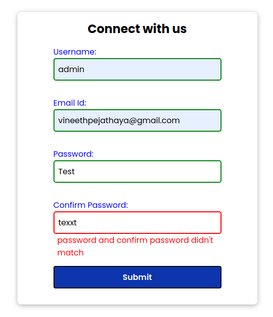 Connect with us
Username:
admin
Email Id:
vineethpejathaya@gmail.com
Password:
Test
Confirm Password:
texxt
password and confirm password didn't
match
Submit